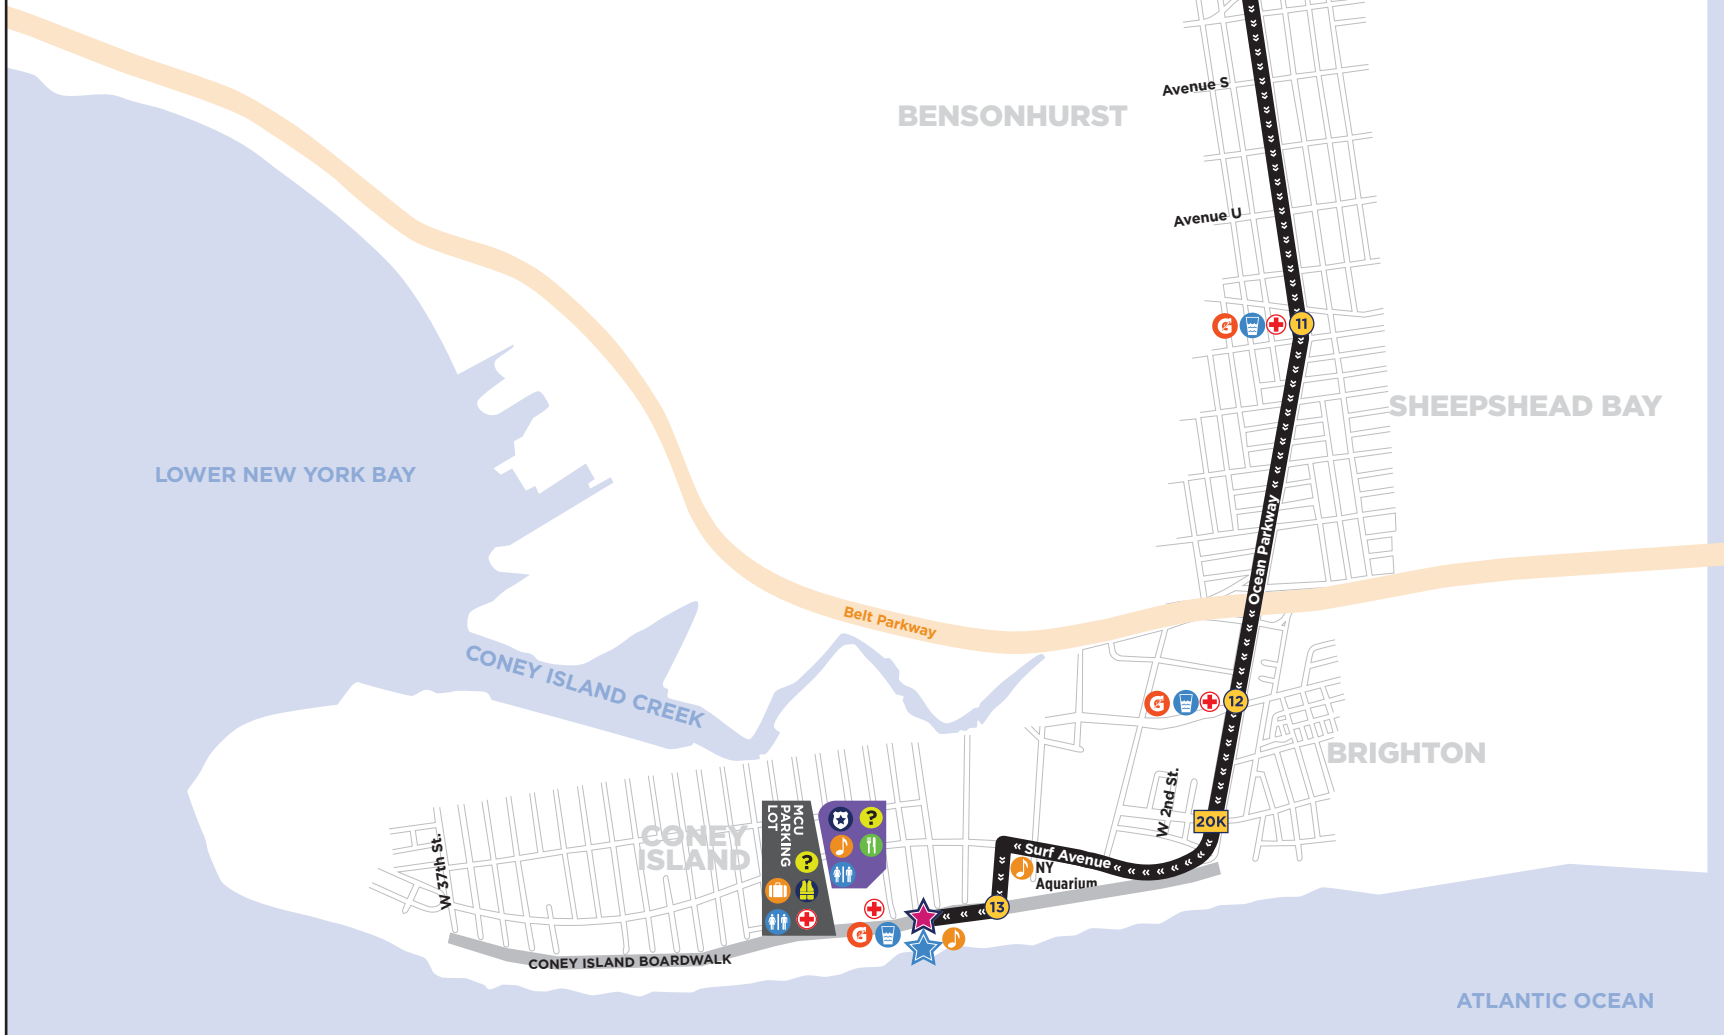 Avenue S
BENSONHURST
Avenue U
G
11
SHEEPSHEAD BAY
LOWER NEW YORK BAY
Ocean Parkway
Belt Parkway
CONEY ISLAND CREEK
G
12
BRIGHTON
W 2nd St.
20K
MCU
PARKING
LOT
?
?
CONEY
ISLAND
W 37th St.
Surf Avenue
NY
Aquarium
13
G
CONEY ISLAND BOARDWALK
ATLANTIC OCEAN